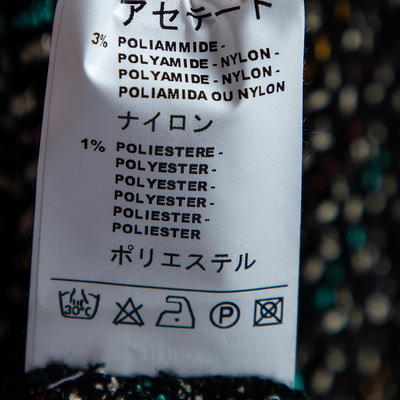 アセテート
3% POLIAMMIDE -
POLYAMIDE - NYLON -
POLYAMIDE - NYLON -
POLIAMIDA OU NYLON
ナイロン
1% POLIESTERE -
POLYESTER -
POLYESTER -
POLYESTER -
POLIESTER -
POLIESTER
ポリエステル
30°C P